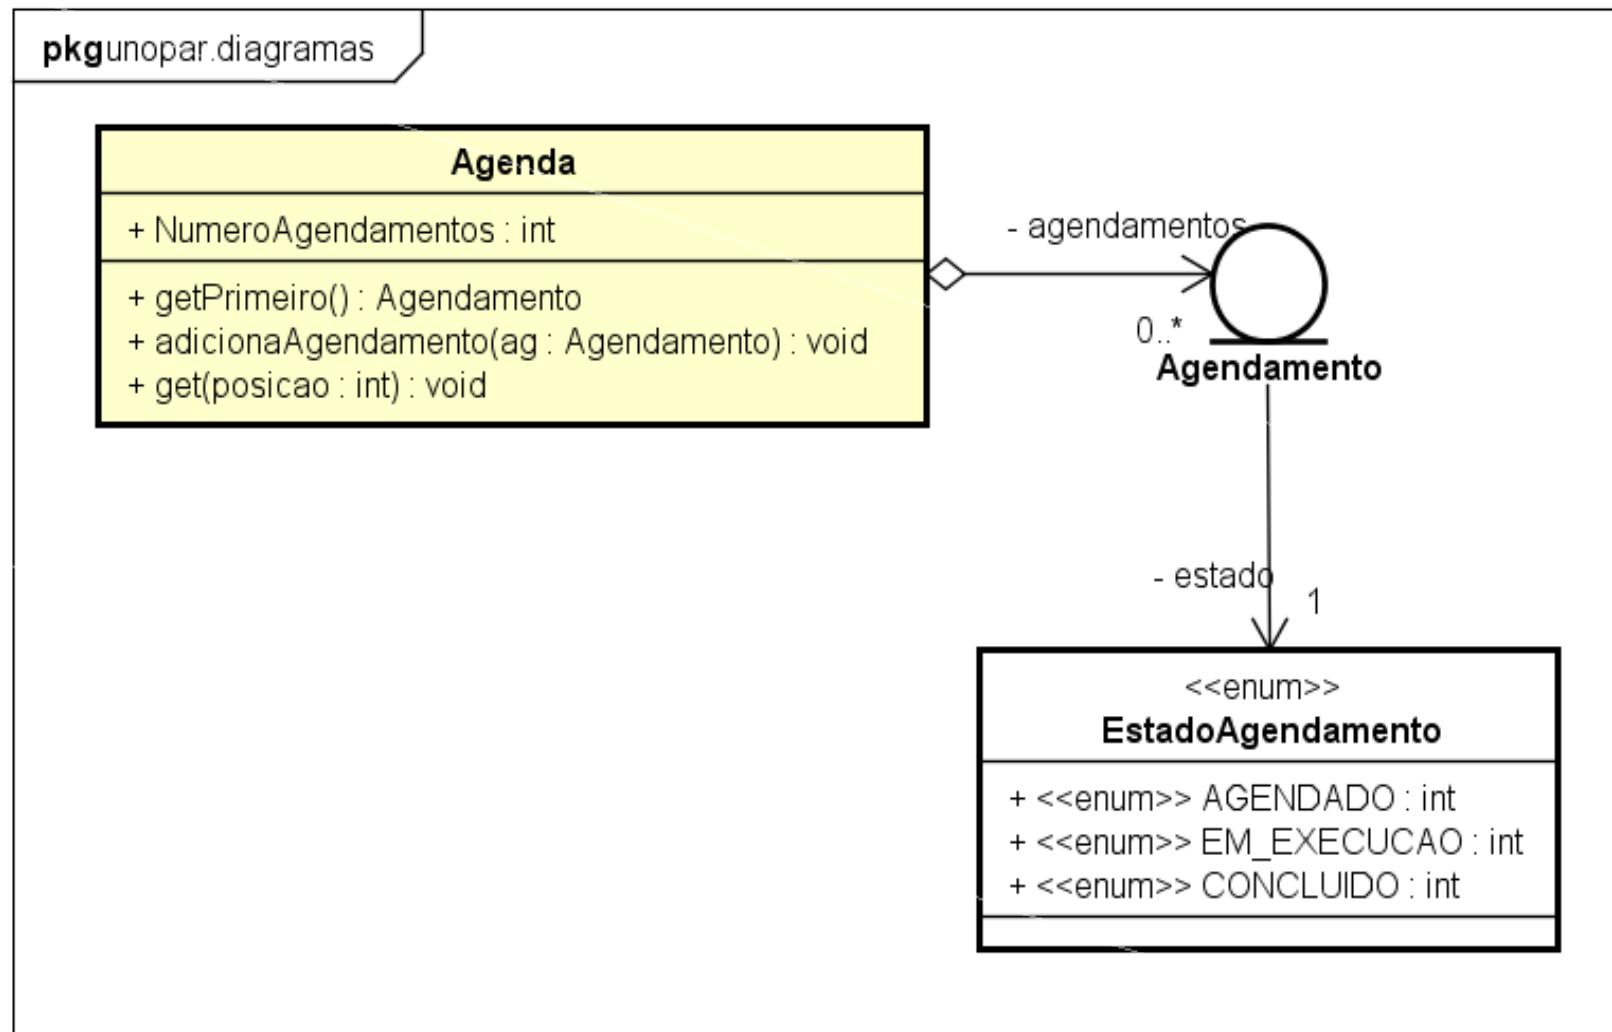 pkgunopar.diagramas
Agenda
+ NumeroAgendamentos : int
+ getPrimeiro() : Agendamento
+ adicionaAgendamento(ag : Agendamento) : void
+ get(posicao : int) : void
- agendamentos
0..*
Agendamento
- estado
1
<<enum>>
EstadoAgendamento
+ <<enum>> AGENDADO : int
+ <<enum>> EM_EXECUCAO : int
+ <<enum>> CONCLUIDO : int